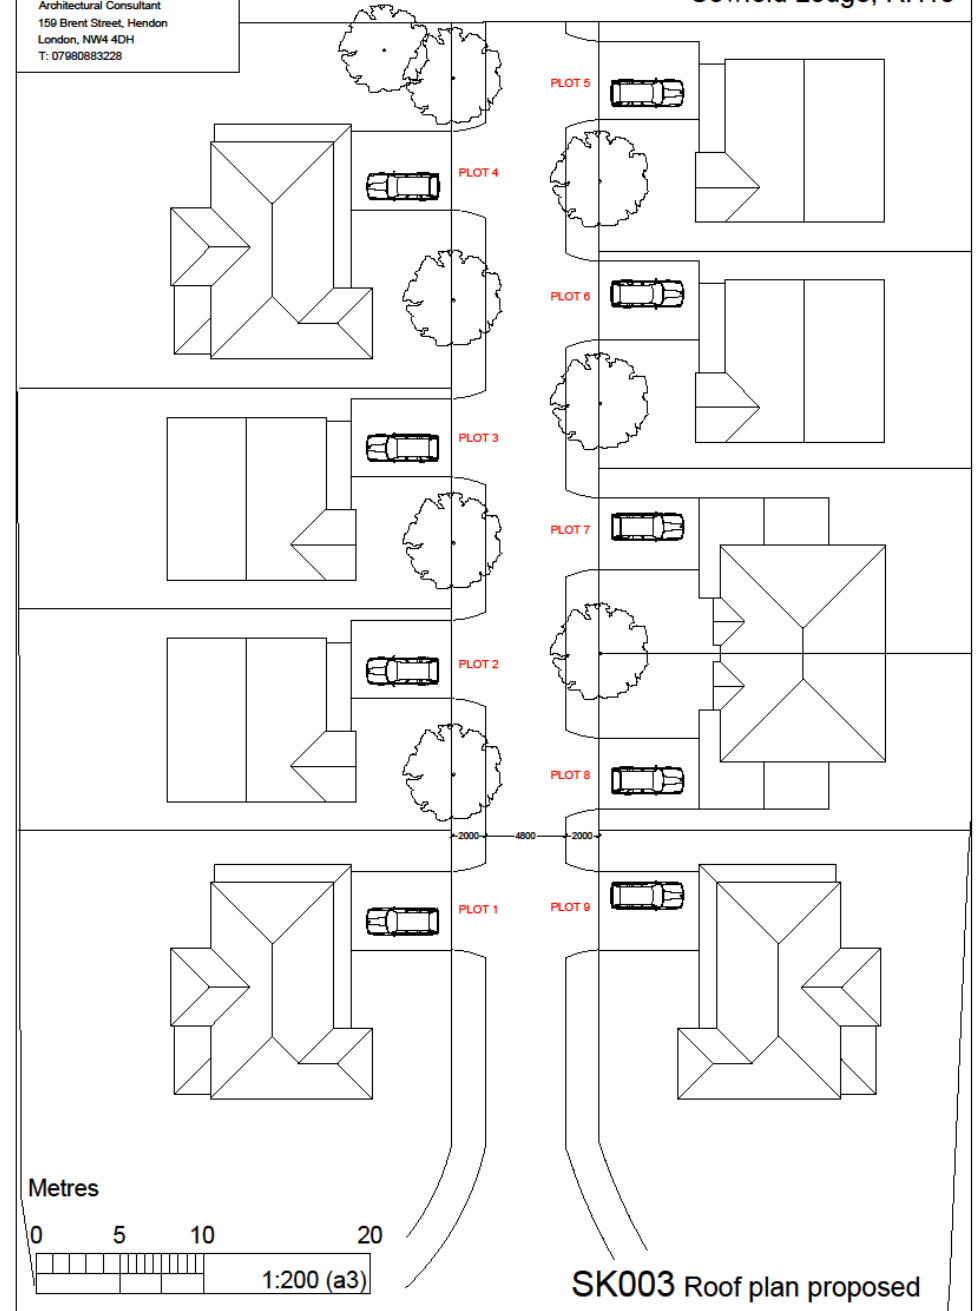 Architectural Consultant
159 Brent Street, Hendon
London, NW4 4DH
T: 07980883228
PLOT 5
PLOT 4
PLOT 6
PLOT 3
PLOT 7
PLOT 2
PLOT 8
2000 4800 2000
PLOT 1
PLOT 9
Metres
0 5 10 20
1:200 (a3)
SK003 Roof plan proposed